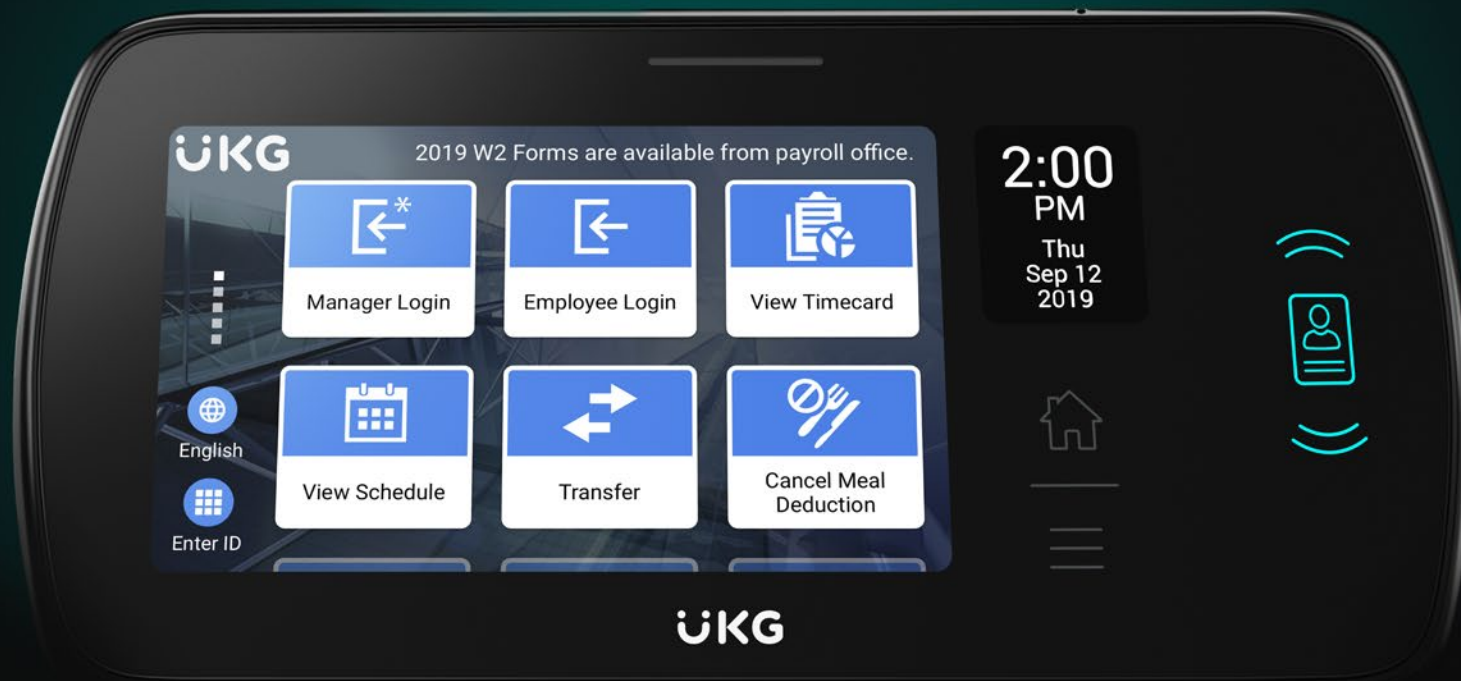 UKG
2019 W2 Forms are available from payroll office.
Manager Login
Employee Login
View Timecard
English
Enter ID
View Schedule
Transfer
Cancel Meal
Deduction
2:00
PM
Thu
Sep 12
2019
UKG